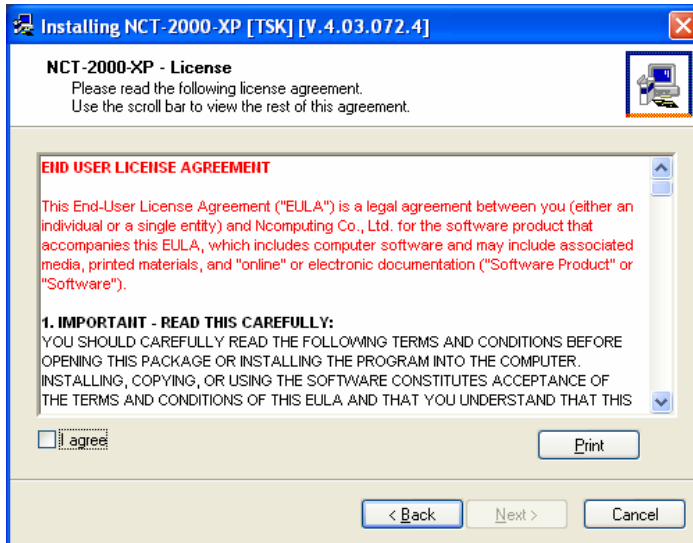 Installing NCT-2000-XP [TSK] [V.4.03.072.4]
NCT-2000-XP - License
Please read the following license agreement.
Use the scroll bar to view the rest of this agreement.
END USER LICENSE AGREEMENT
This End-User License Agreement ("EULA") is a legal agreement between you (either an
individual or a single entity) and Ncomputing Co., Ltd. for the software product that
accompanies this EULA, which includes computer software and may include associated
media, printed materials, and "online" or electronic documentation ("Software Product" or
"Software").
1. IMPORTANT - READ THIS CAREFULLY:
YOU SHOULD CAREFULLY READ THE FOLLOWING TERMS AND CONDITIONS BEFORE
OPENING THIS PACKAGE OR INSTALLING THE PROGRAM INTO THE COMPUTER.
INSTALLING, COPYING, OR USING THE SOFTWARE CONSTITUTES ACCEPTANCE OF
THE TERMS AND CONDITIONS OF THIS EULA AND THAT YOU UNDERSTAND THAT THIS
I agree
Print
< Back
Next >
Cancel